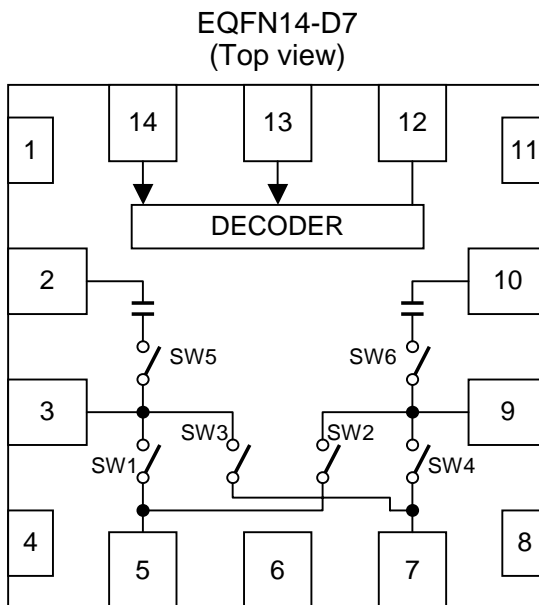 EQFN14-D7
(Top view)
14 13 12
1 11
DECODER
2 10
SW5 SW6
3 9
SW3 SW2
SW1 SW4
4 8
5 6 7